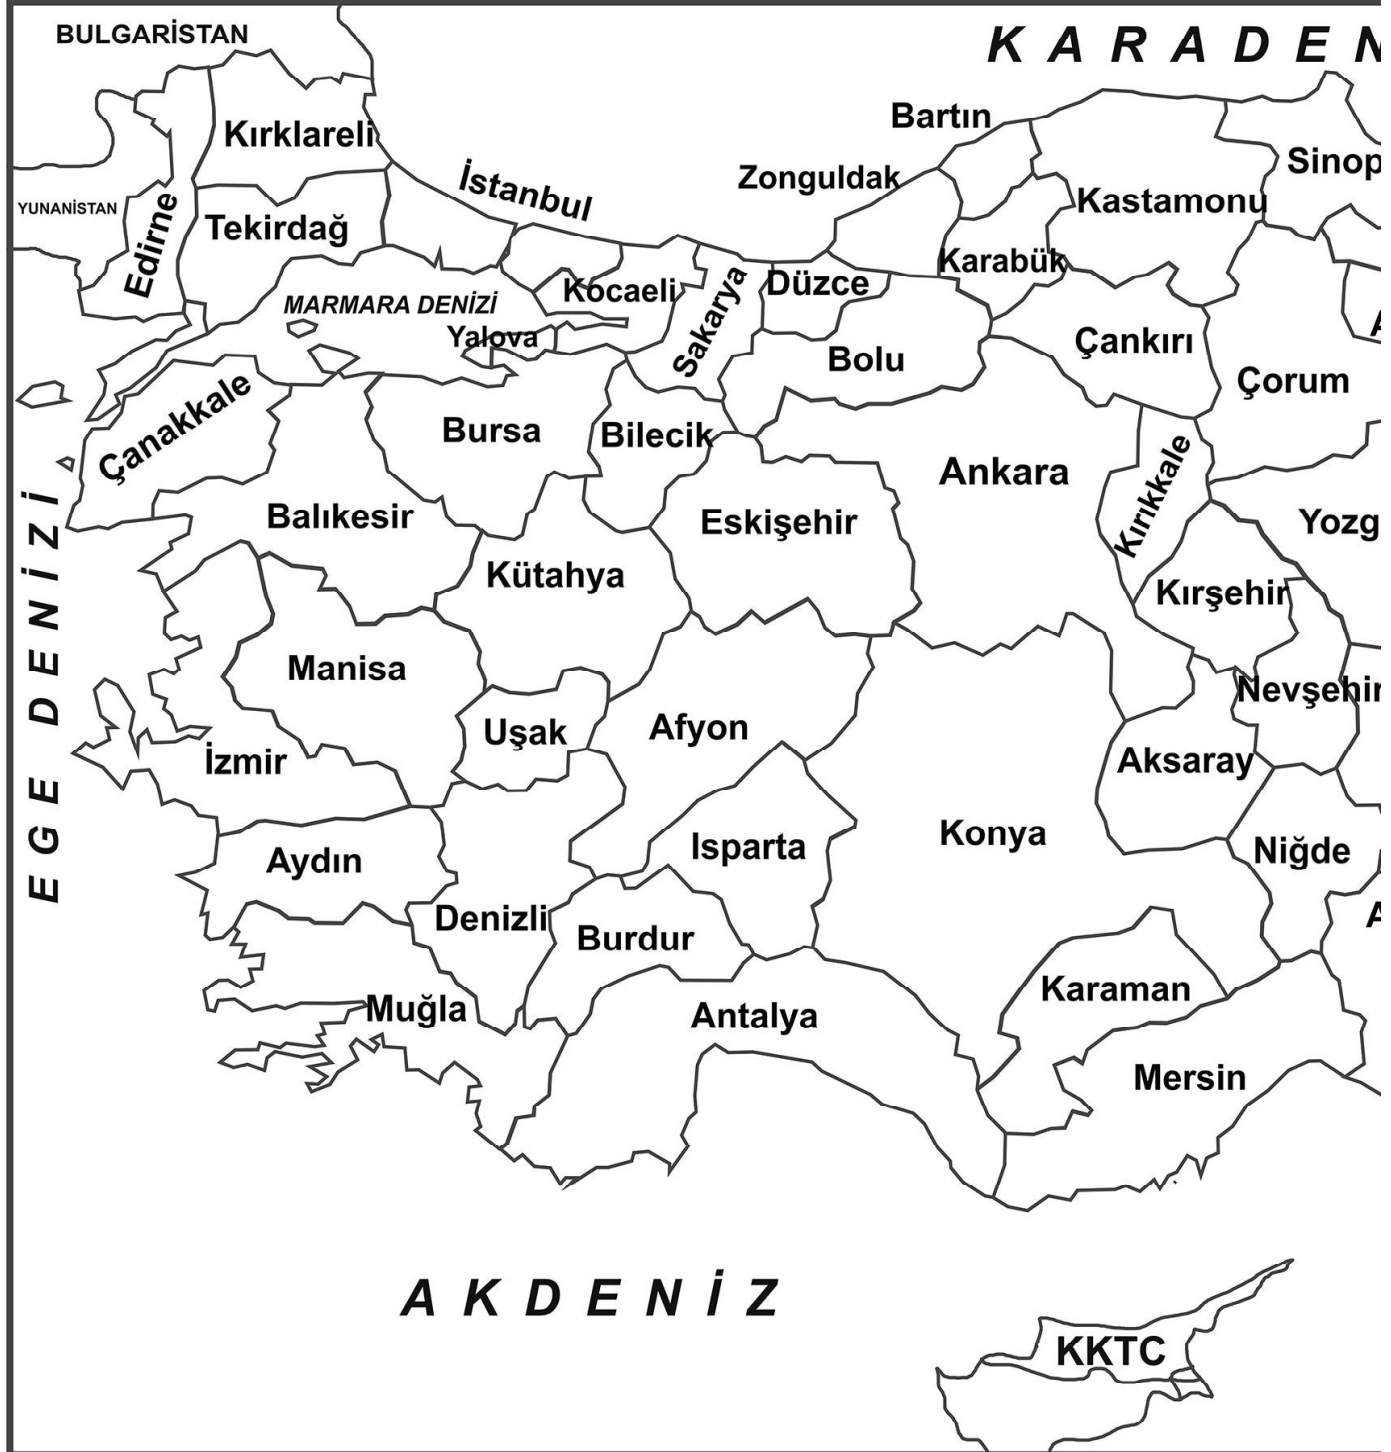 BULGARİSTAN
KARADEN
Bartın
Kırklareli
Sinop
İstanbul
Zonguldak
Kastamonu
YUNANİSTAN
Tekirdağ
Edirne
Karabük
Düzce
Kocaeli
MARMARA DENİZİ
Sakarya
Yalova
Çankırı
A
Bolu
Çorum
Çanakkale
Bursa
Bilecik
Ankara
Kırıkkale
Balıkesir
Eskişehir
Yozg
Kütahya
Kırşehir
EGE DENİZİ
Manisa
Nevşehir
Uşak
Afyon
İzmir
Aksaray
Konya
Isparta
Niğde
Aydın
Denizli
A
Burdur
Karaman
Muğla
Antalya
Mersin
AKDENİZ
KKTC